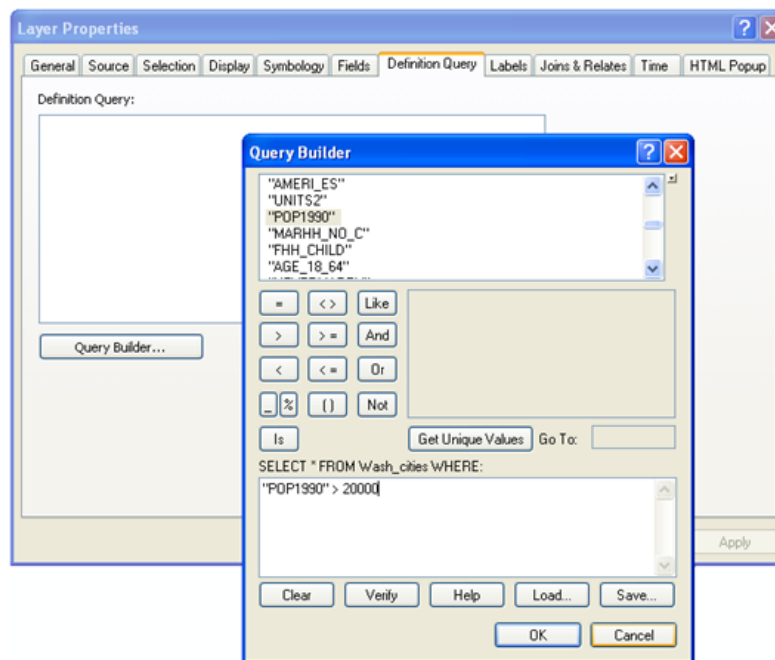 Layer Properties
General Source Selection Display Symbology Fields Definition Query Labels Joins & Relates Time HTML Popup
Definition Query:
Query Builder...
Query Builder
"AMERI_ES"
"UNITS2"
"POP1990"
"MARHH_NO_C"
"FHH_CHILD"
"AGE_18_64"
= <> Like
> >= And
< <= Or
_ % () Not
Is Get Unique Values Go To:
SELECT * FROM Wash_cities WHERE:
"POP1990" > 20000
Clear Verify Help Load... Save...
OK Cancel
Apply